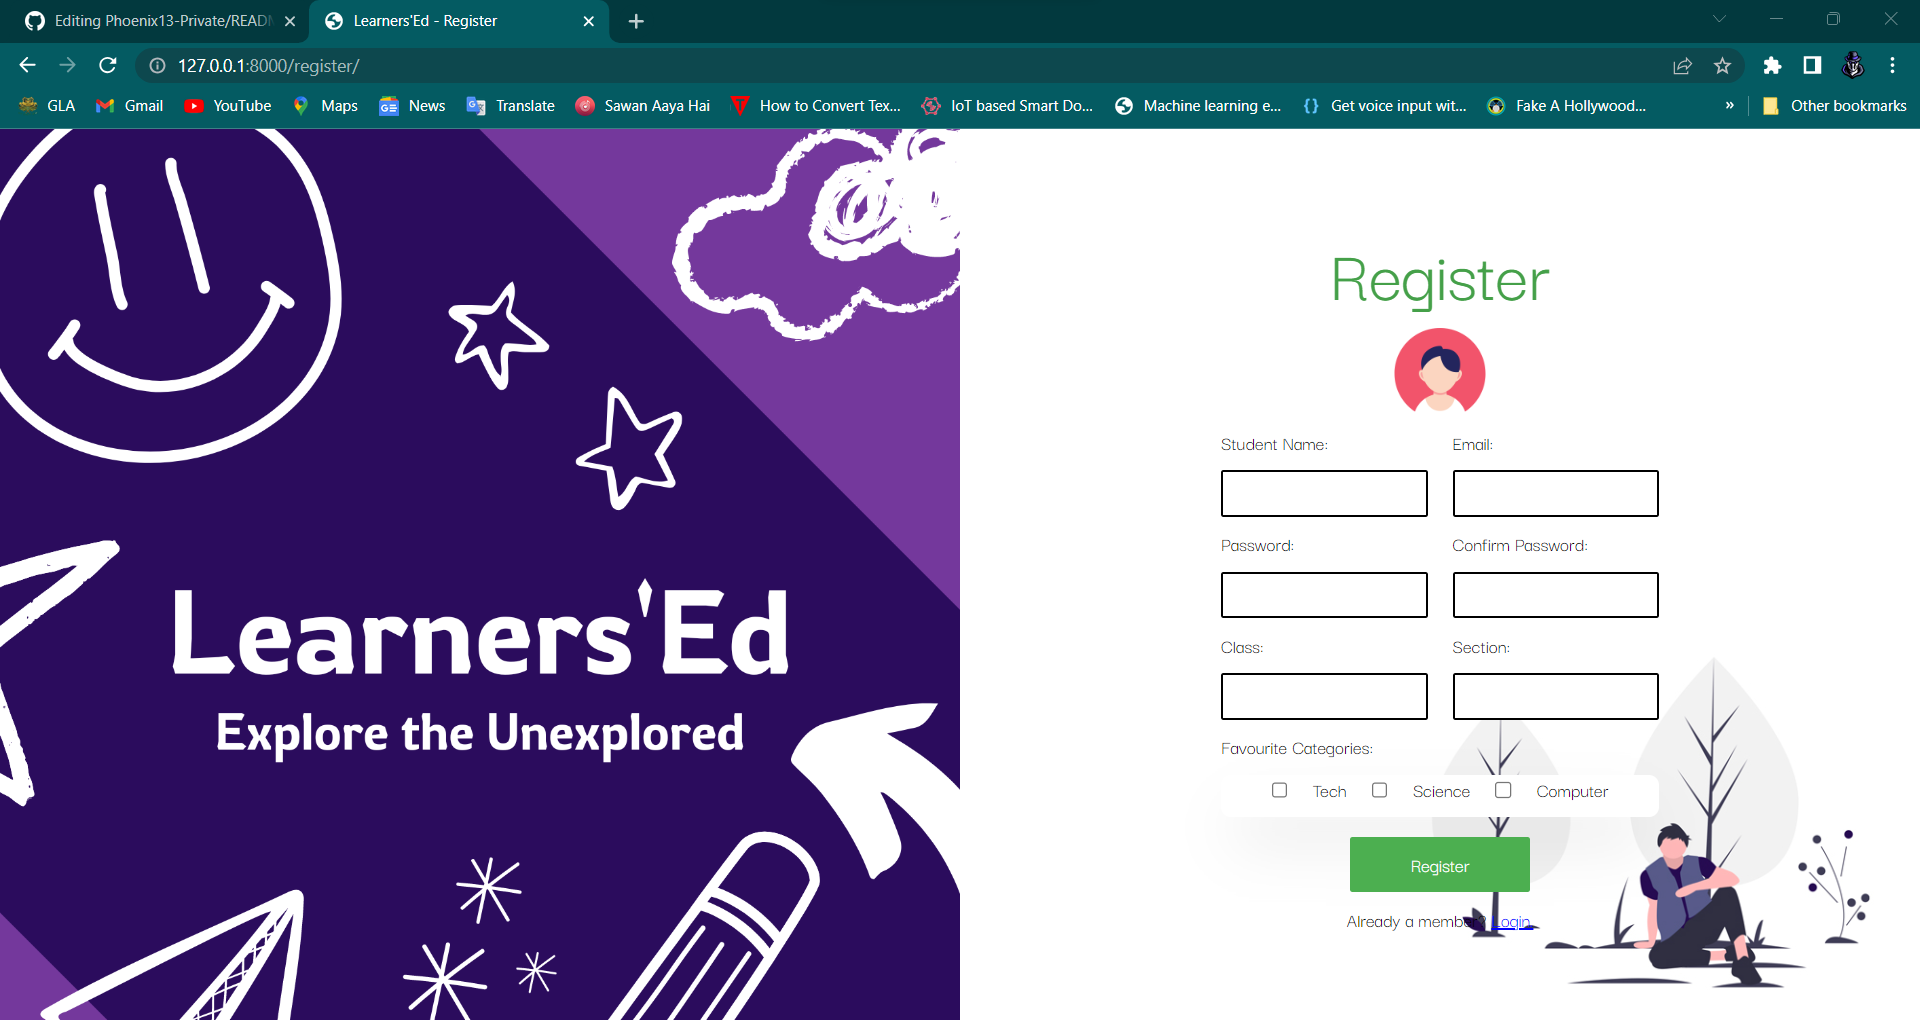 Editing Phoenix13-Private/READ
Learners'Ed - Register
127.0.0.1:8000/register/
GLA
Gmail
YouTube
Maps
News
Translate
Sawan Aaya Hai
How to Convert Tex...
IoT based Smart Do...
Machine learning e...
Get voice input wit...
Fake A Hollywood...
»
Other bookmarks
Learners'Ed
Explore the Unexplored
Register
Student Name:
Email:
Password:
Confirm Password:
Class:
Section:
Favourite Categories:
Tech
Science
Computer
Register
Already a member? Login